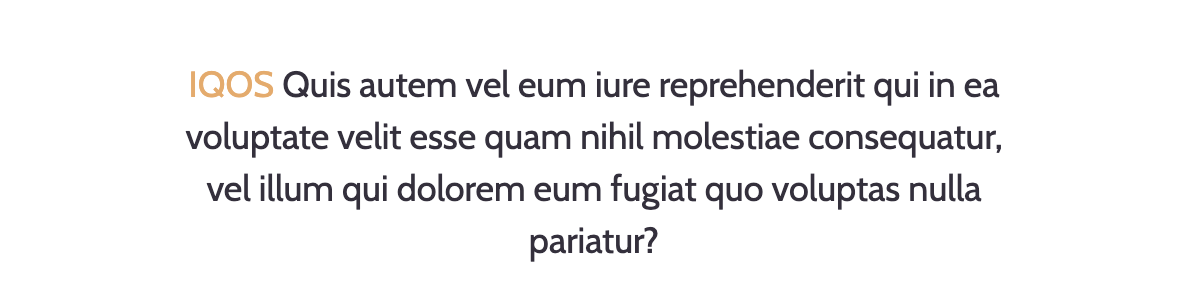 IQOS Quis autem vel eum iure reprehenderit qui in ea
voluptate velit esse quam nihil molestiae consequatur,
vel illum qui dolorem eum fugiat quo voluptas nulla
pariatur?